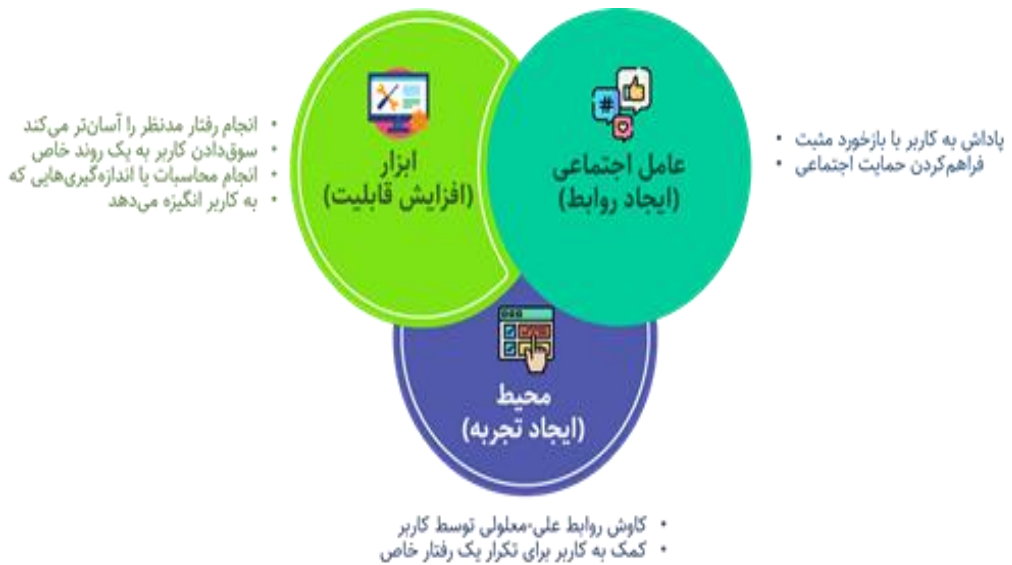 عامل اجتماعی
(ایجاد روابط)
• پاداش به کاربر با بازخورد مثبت
• فراهم‌کردن حمایت اجتماعی
ابزار
(افزایش قابلیت)
• انجام رفتار مدنظر را آسان‌تر می‌کند
• سوق‌دادن کاربر به یک روند خاص
• انجام محاسبات یا اندازه‌گیری‌هایی که
• به کاربر انگیزه می‌دهد
محیط
(ایجاد تجربه)
• کاوش روابط علی-معلولی توسط کاربر
• کمک به کاربر برای تکرار یک رفتار خاص